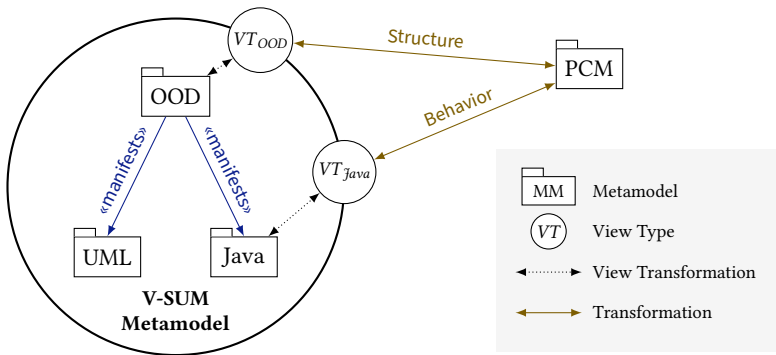 VT_OOD
Structure
PCM
OOD
Behavior
«manifests»
«manifests»
VT_Java
UML
Java
V-SUM
Metamodel
MM Metamodel
VT View Type
View Transformation
Transformation